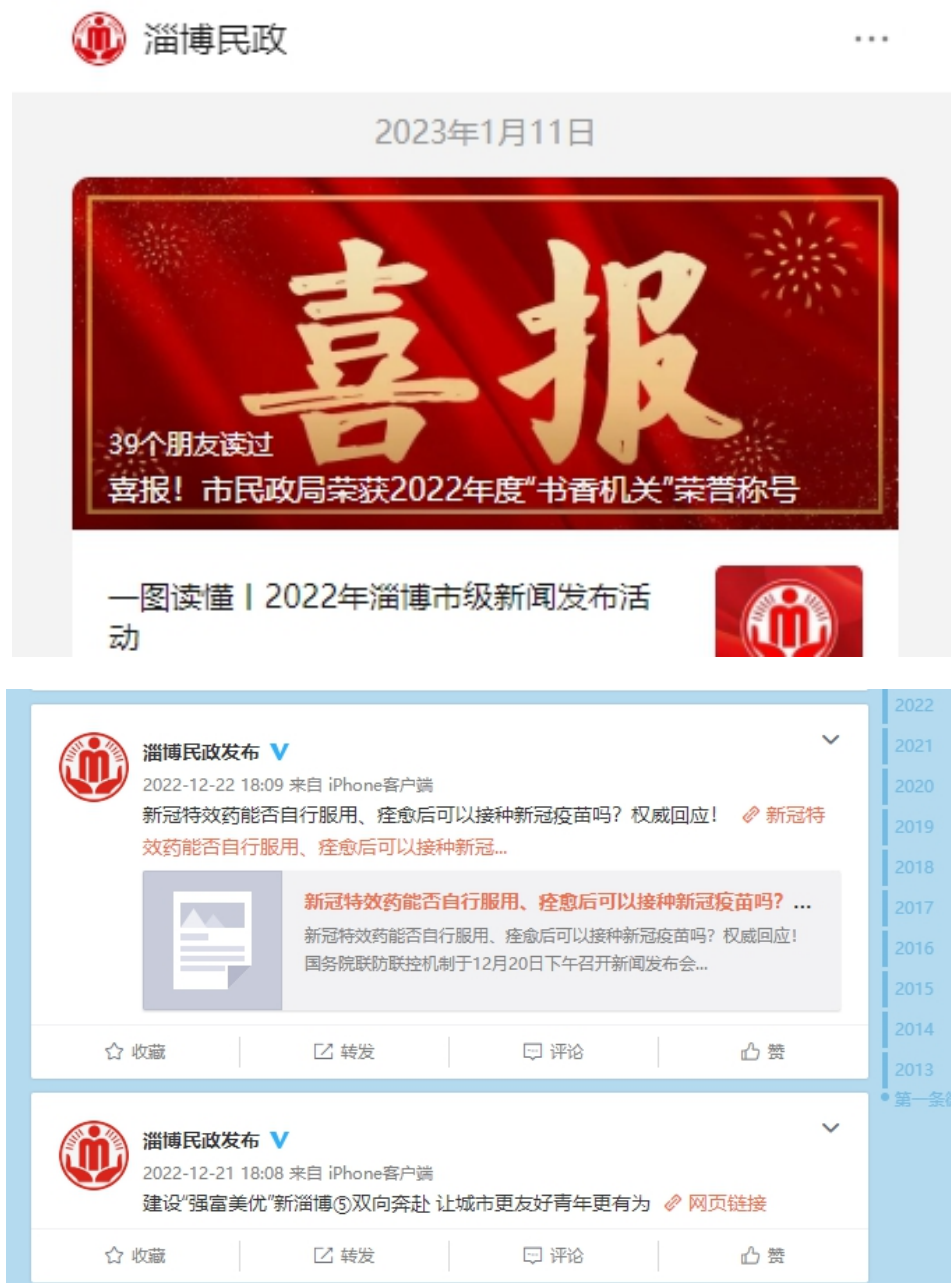 淄博民政
2023年1月11日
喜报
39个朋友读过
喜报！市民政局荣获2022年度“书香机关”荣誉称号
一图读懂丨2022年淄博市级新闻发布活
动
淄博民政发布
2022-12-22 18:09 来自 iPhone客户端
新冠特效药能否自行服用、痊愈后可以接种新冠疫苗吗？权威回应！ 新冠特
效药能否自行服用、痊愈后可以接种新冠...
新冠特效药能否自行服用、痊愈后可以接种新冠疫苗吗？...
新冠特效药能否自行服用、痊愈后可以接种新冠疫苗吗？权威回应！
国务院联防联控机制于12月20日下午召开新闻发布会...
收藏 转发 评论 赞
淄博民政发布
2022-12-21 18:08 来自 iPhone客户端
建设“强富美优”新淄博⑤双向奔赴 让城市更友好青年更有为 网页链接
收藏 转发 评论 赞
2022
2021
2020
2019
2018
2017
2016
2015
2014
2013
第一条